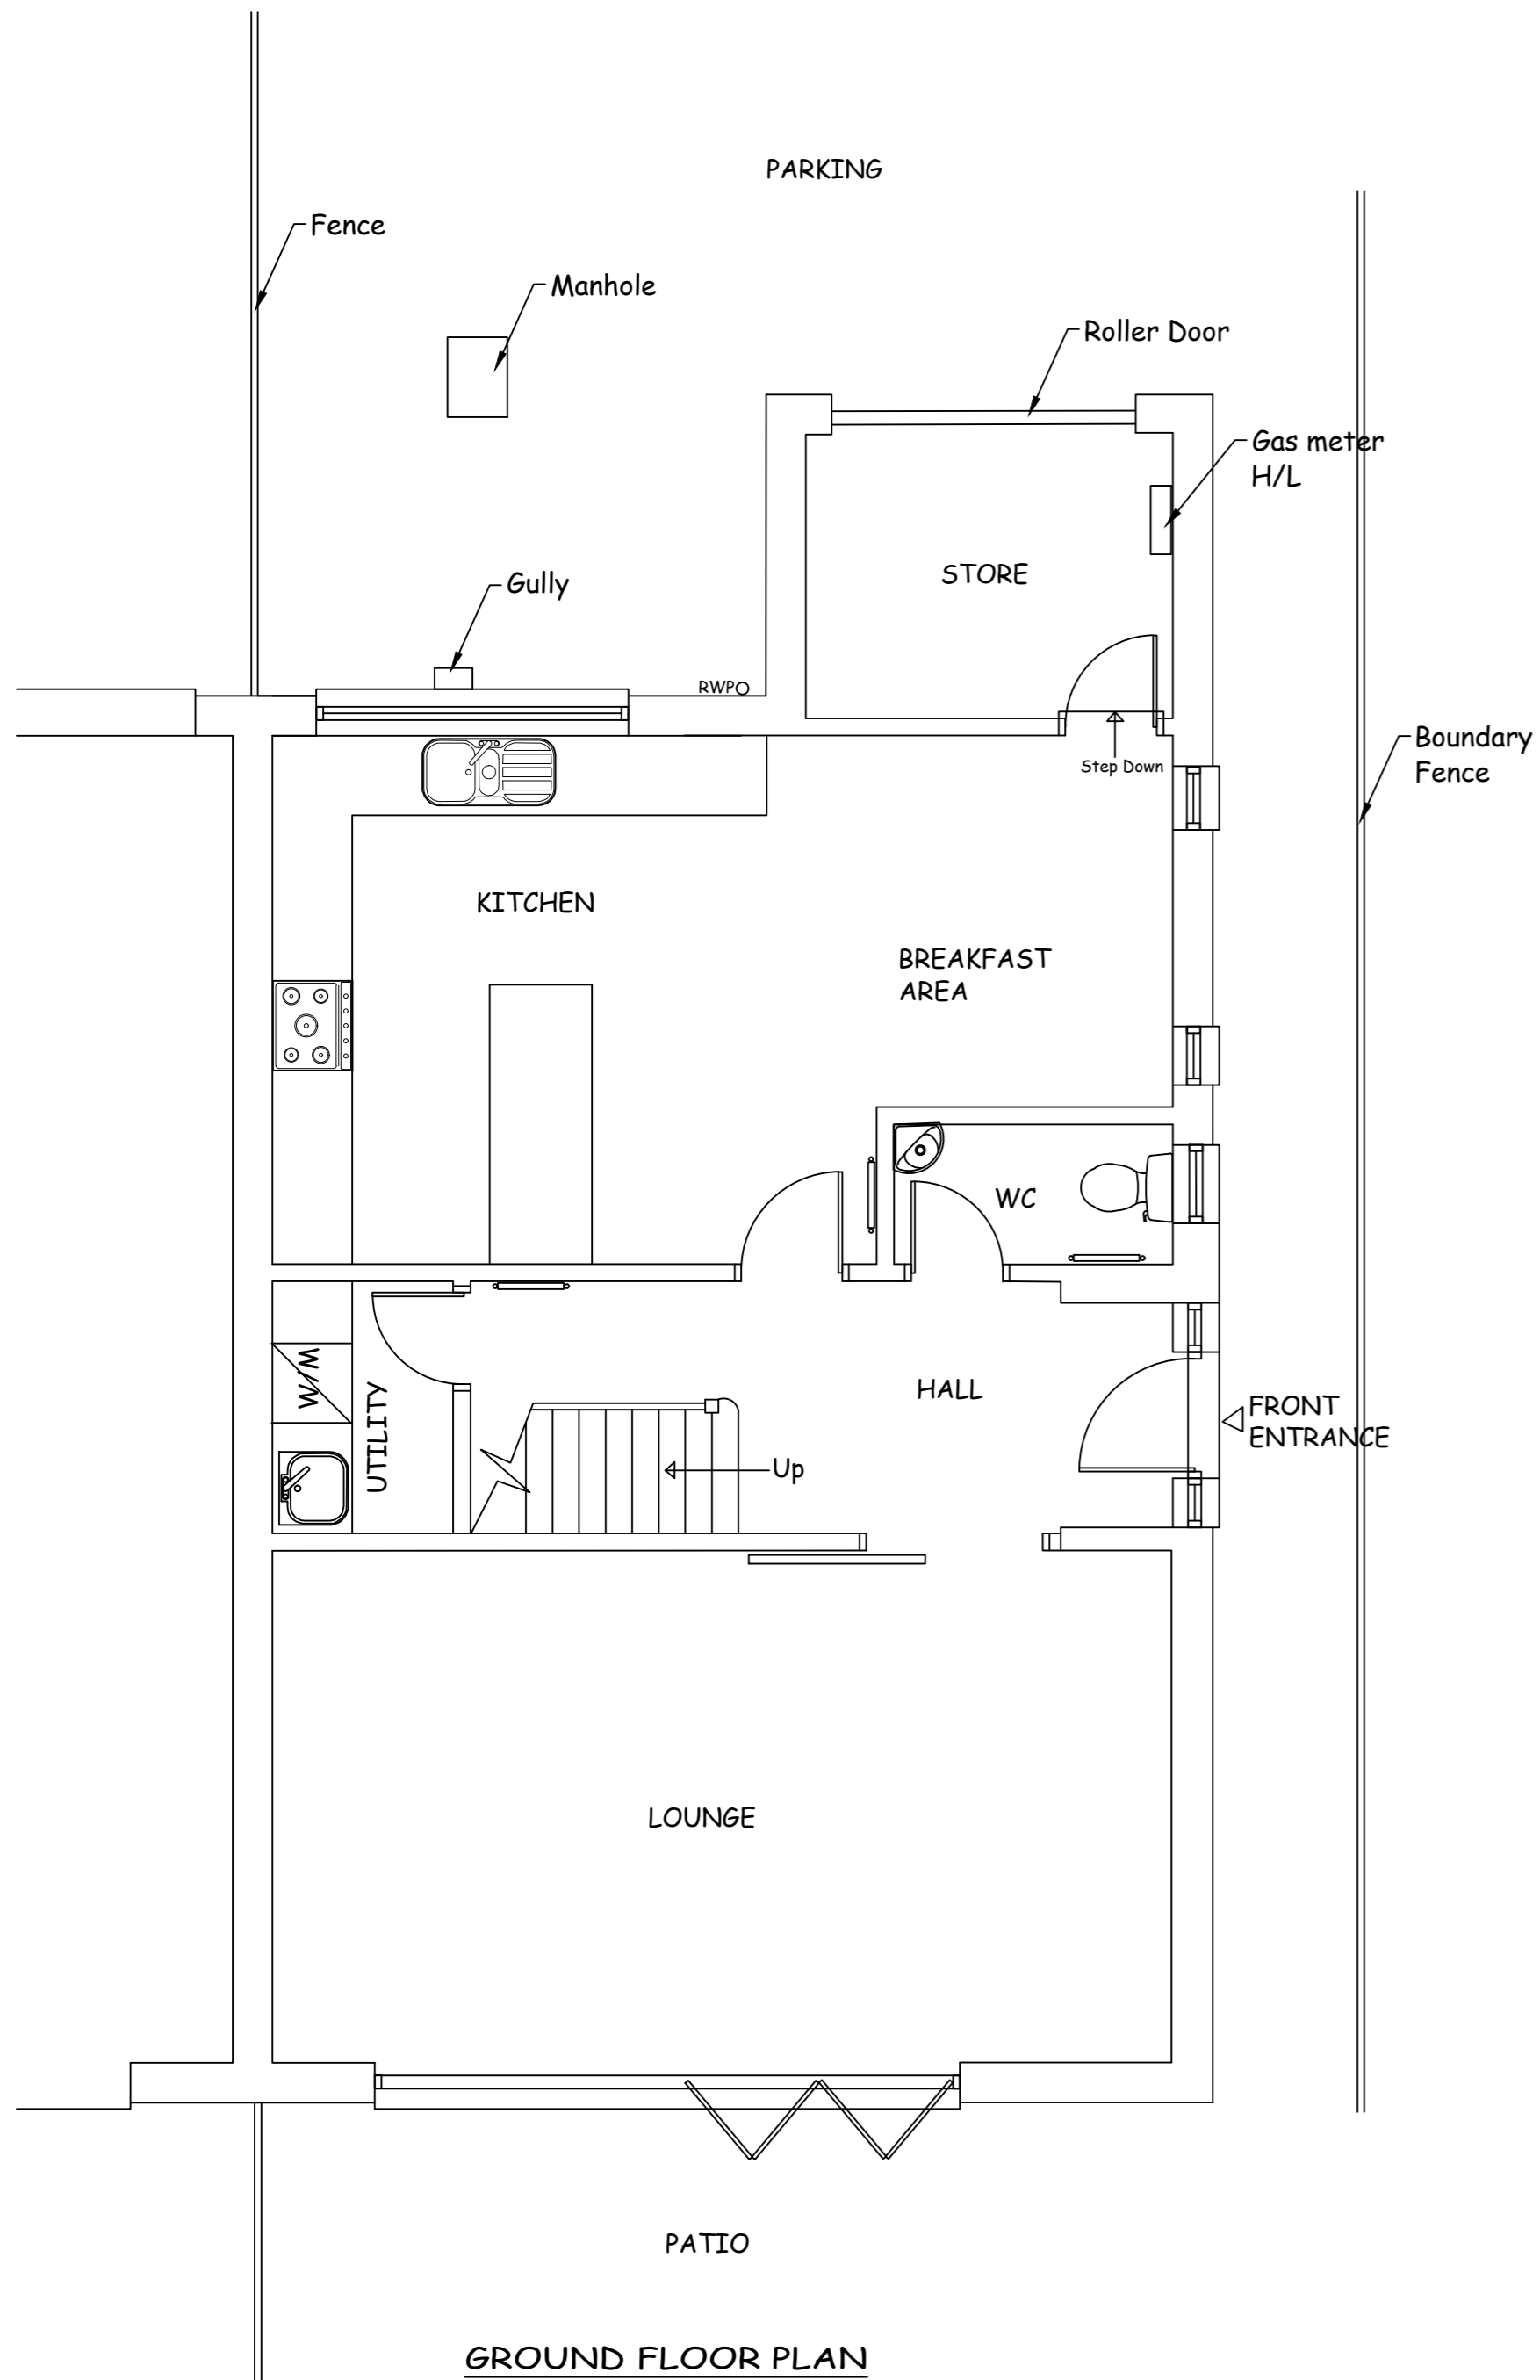 PARKING
Fence
Manhole
Roller Door
Gas meter
H/L
STORE
Gully
RWP
Step Down
Boundary
Fence
KITCHEN
BREAKFAST
AREA
WC
W/M
UTILITY
HALL
FRONT
ENTRANCE
Up
LOUNGE
PATIO
GROUND FLOOR PLAN